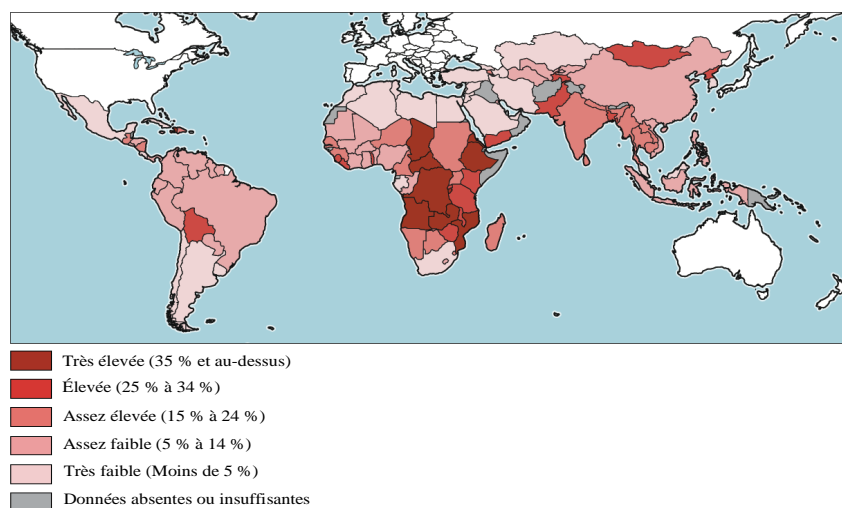 Très élevée (35 % et au-dessus)
Élevée (25 % à 34 %)
Assez élevée (15 % à 24 %)
Assez faible (5 % à 14 %)
Très faible (Moins de 5 %)
Données absentes ou insuffisantes